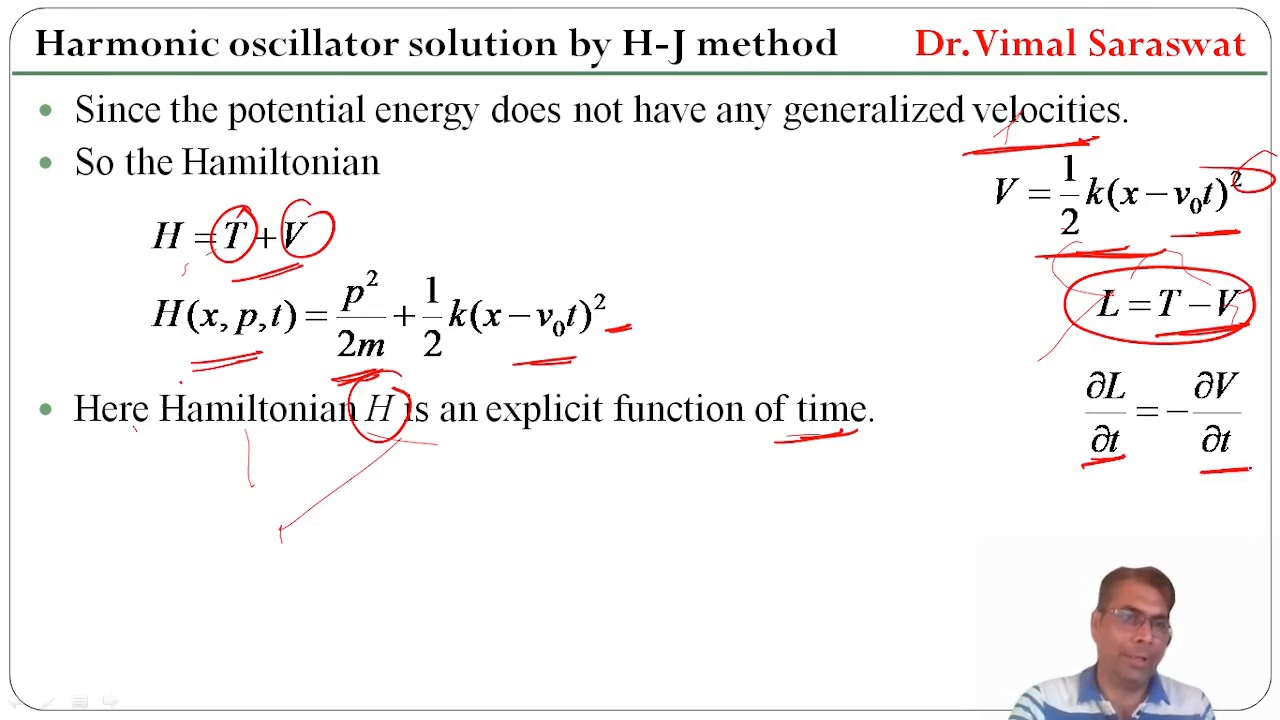 Harmonic oscillator solution by H-J method Dr. Vimal Saraswat
• Since the potential energy does not have any generalized velocities.
• So the Hamiltonian
V = 1/2 k(x − v₀t)²
H = T + V
L = T − V
H(x, p, t) = p²/2m + 1/2 k(x − v₀t)²
∂L/∂t = − ∂V/∂t
• Here Hamiltonian H is an explicit function of time.